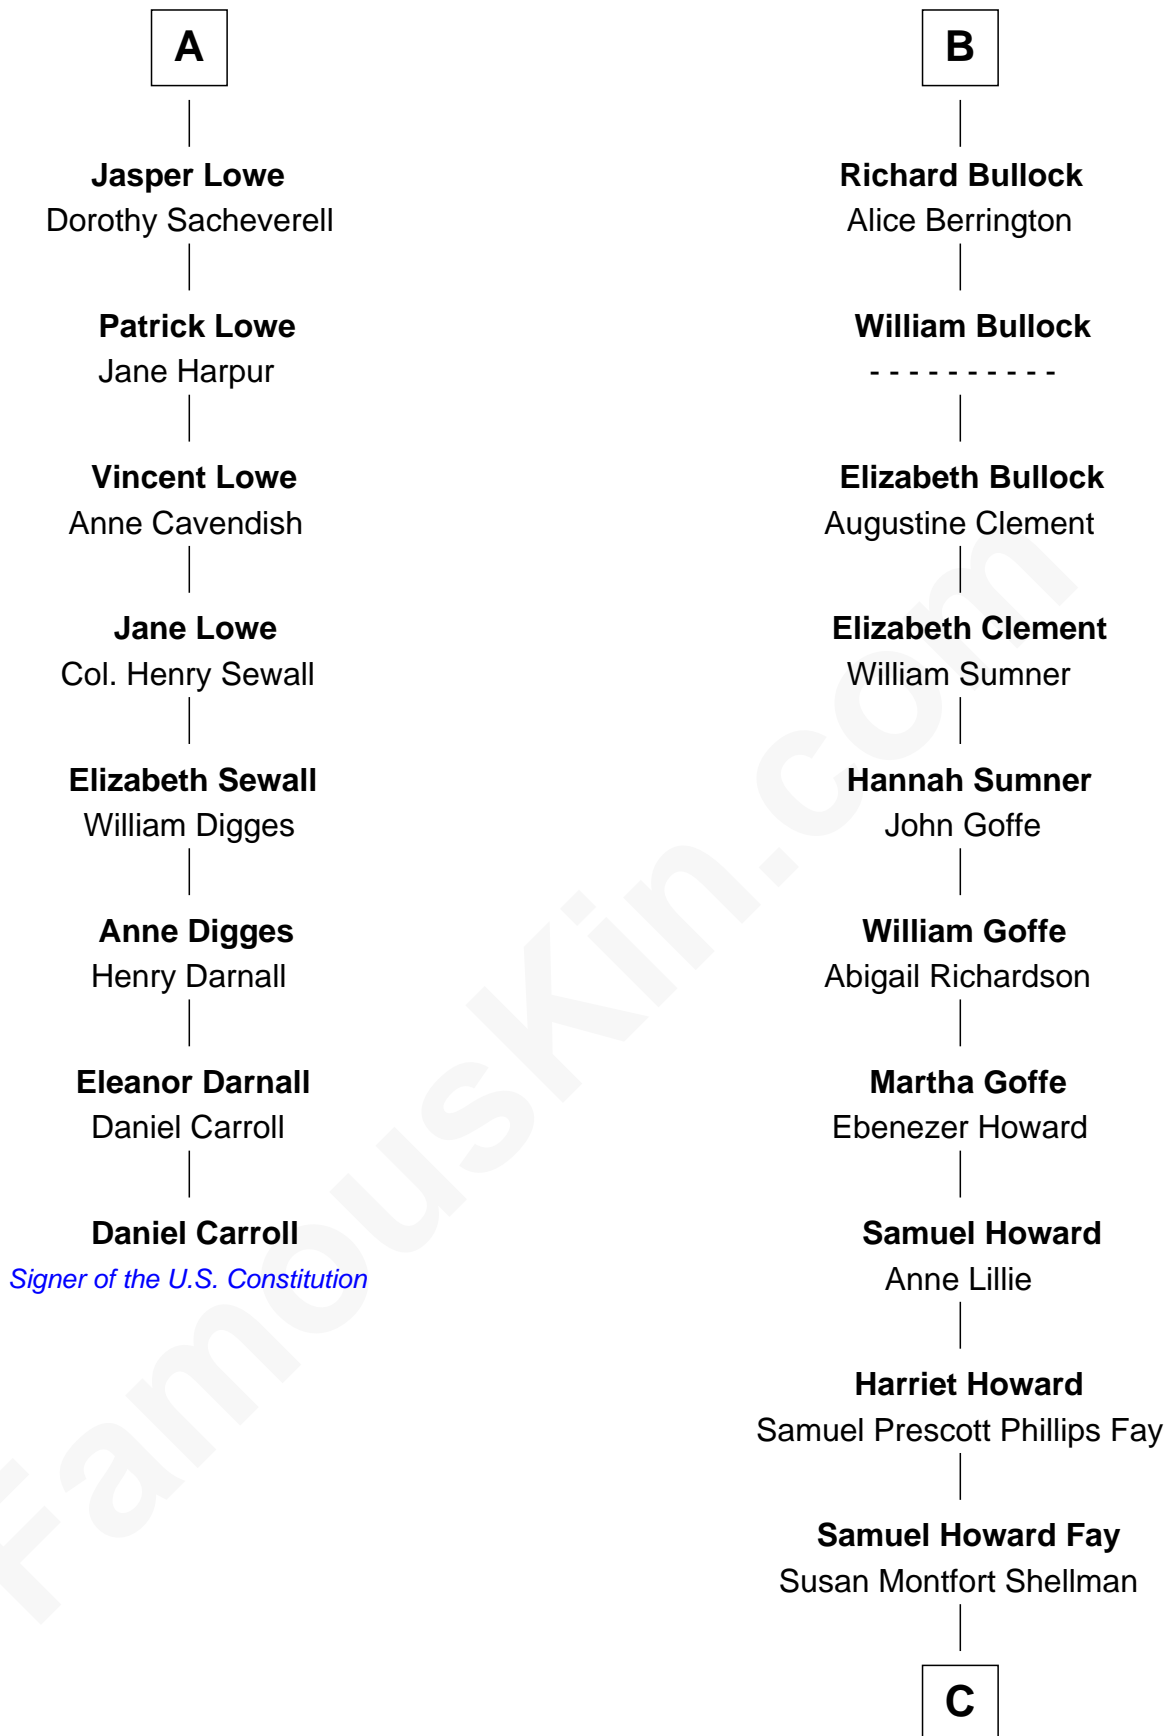 A
Jasper Lowe
Dorothy Sacheverell
Patrick Lowe
Jane Harpur
Vincent Lowe
Anne Cavendish
Jane Lowe
Col. Henry Sewall
Elizabeth Sewall
William Digges
Anne Digges
Henry Darnall
Eleanor Darnall
Daniel Carroll
Daniel Carroll
Signer of the U.S. Constitution
B
Richard Bullock
Alice Berrington
William Bullock
- - - - - - - - - -
Elizabeth Bullock
Augustine Clement
Elizabeth Clement
William Sumner
Hannah Sumner
John Goffe
William Goffe
Abigail Richardson
Martha Goffe
Ebenezer Howard
Samuel Howard
Anne Lillie
Harriet Howard
Samuel Prescott Phillips Fay
Samuel Howard Fay
Susan Montfort Shellman
C
FamousKin.com